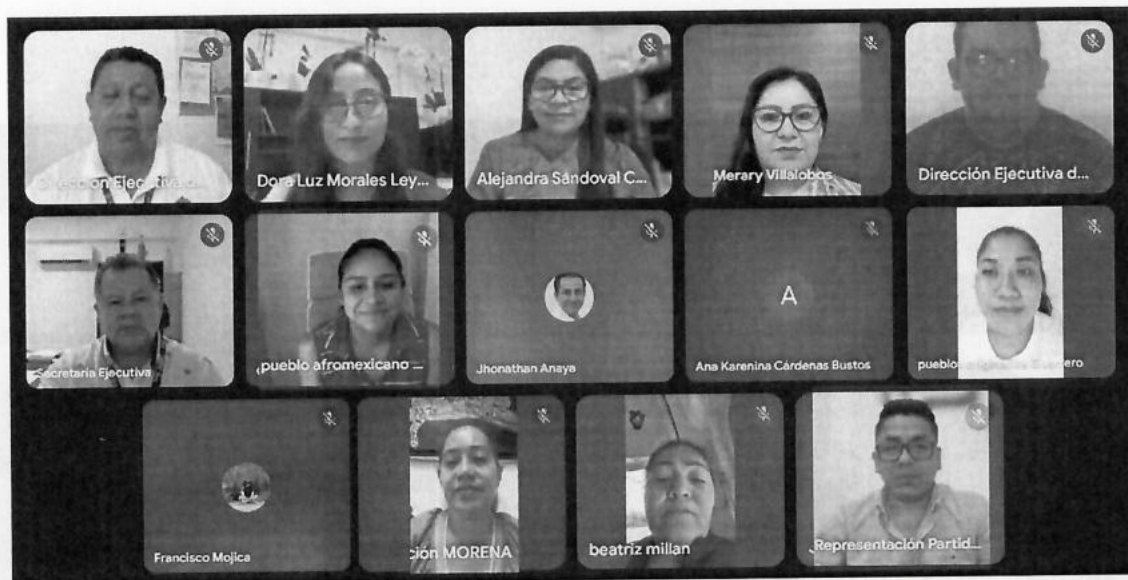 Dirección Ejecutiva d...
Dora Luz Morales Ley...
Alejandra Sandoval C...
Merary Villalobos
Dirección Ejecutiva d...
Secretaria Ejecutiva
pueblo afromexicano ...
Jhonathan Anaya
A
Ana Karenina Cárdenas Bustos
pueblo Guerrero
Francisco Mojica
ción MORENA
beatriz millan
Representación Partid...